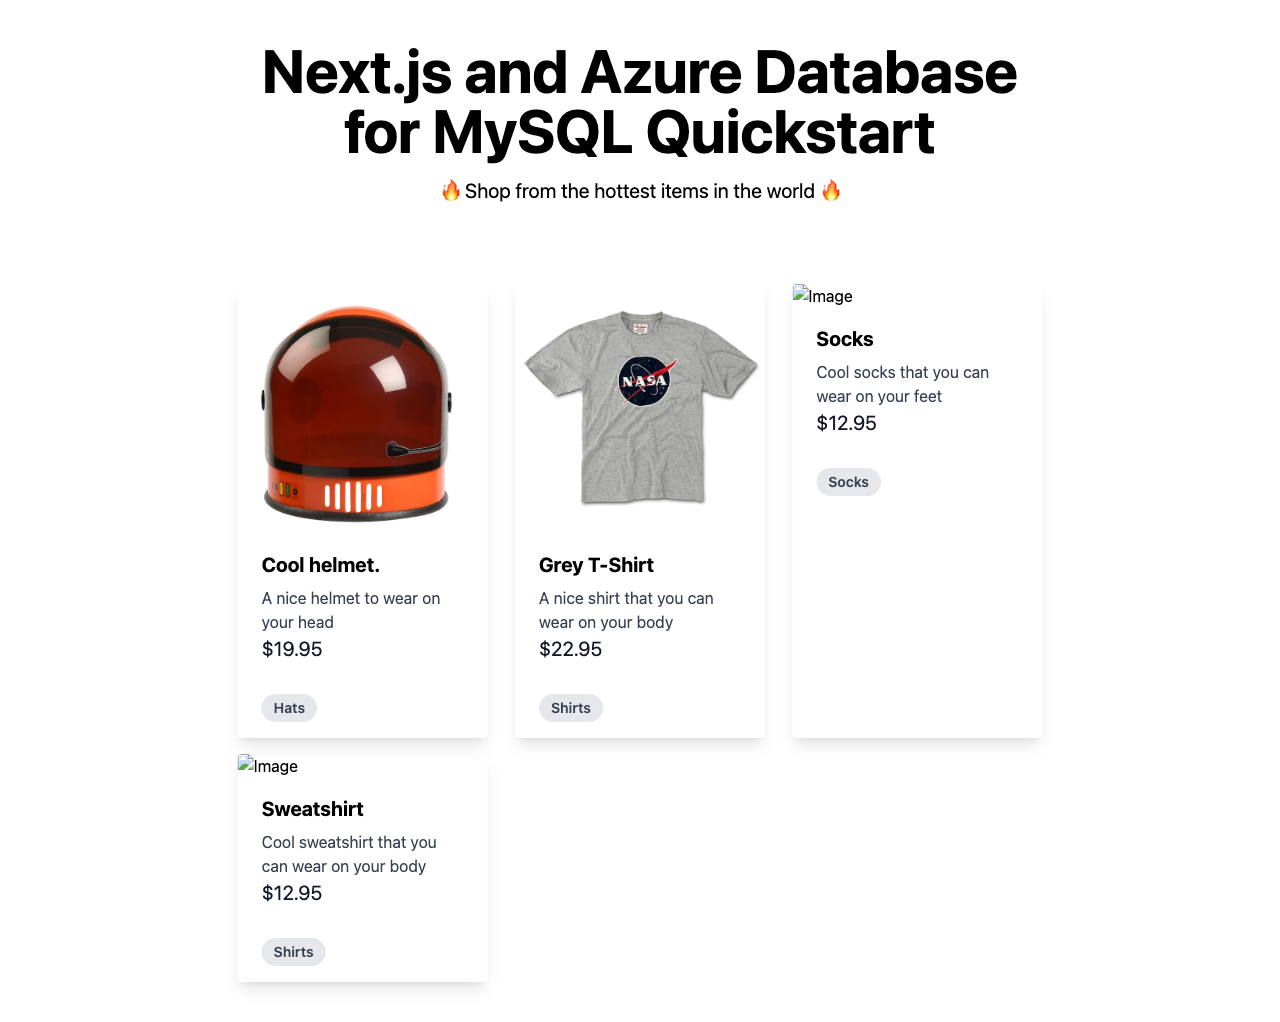 Next.js and Azure Database
for MySQL Quickstart
🔥 Shop from the hottest items in the world 🔥
NASA
Cool helmet.
A nice helmet to wear on
your head
$19.95
Hats
Grey T-Shirt
A nice shirt that you can
wear on your body
$22.95
Shirts
Image
Socks
Cool socks that you can
wear on your feet
$12.95
Socks
Image
Sweatshirt
Cool sweatshirt that you
can wear on your body
$12.95
Shirts